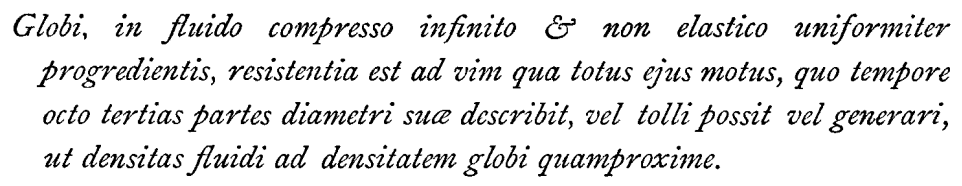 Globi, in fluido compresso infinito & non elastico uniformiter
progredientis, resistentia est ad vim qua totus ejus motus, quo tempore
octo tertias partes diametri suæ describit, vel tolli possit vel generari,
ut densitas fluidi ad densitatem globi quamproxime.